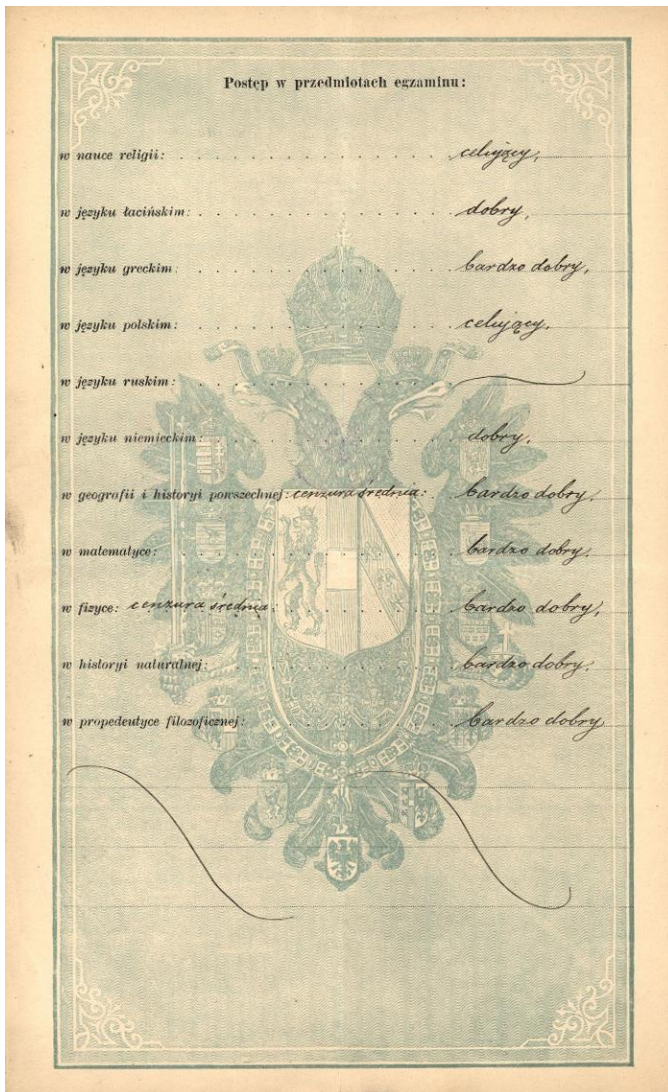 Postęp w przedmiotach egzaminu:
w nauce religii: celujący,
w języku łacińskim: dobry,
w języku greckim: bardzo dobry,
w języku polskim: celujący,
w języku ruskim:
w języku niemieckim: dobry,
w geografii i historyi powszechnej: cenzura średnia: bardzo dobry.
w matematyce: bardzo dobry.
w fizyce: cenzura średnia: bardzo dobry,
w historyi naturalnej: bardzo dobry.
w propedeutyce filozoficznej: bardzo dobry